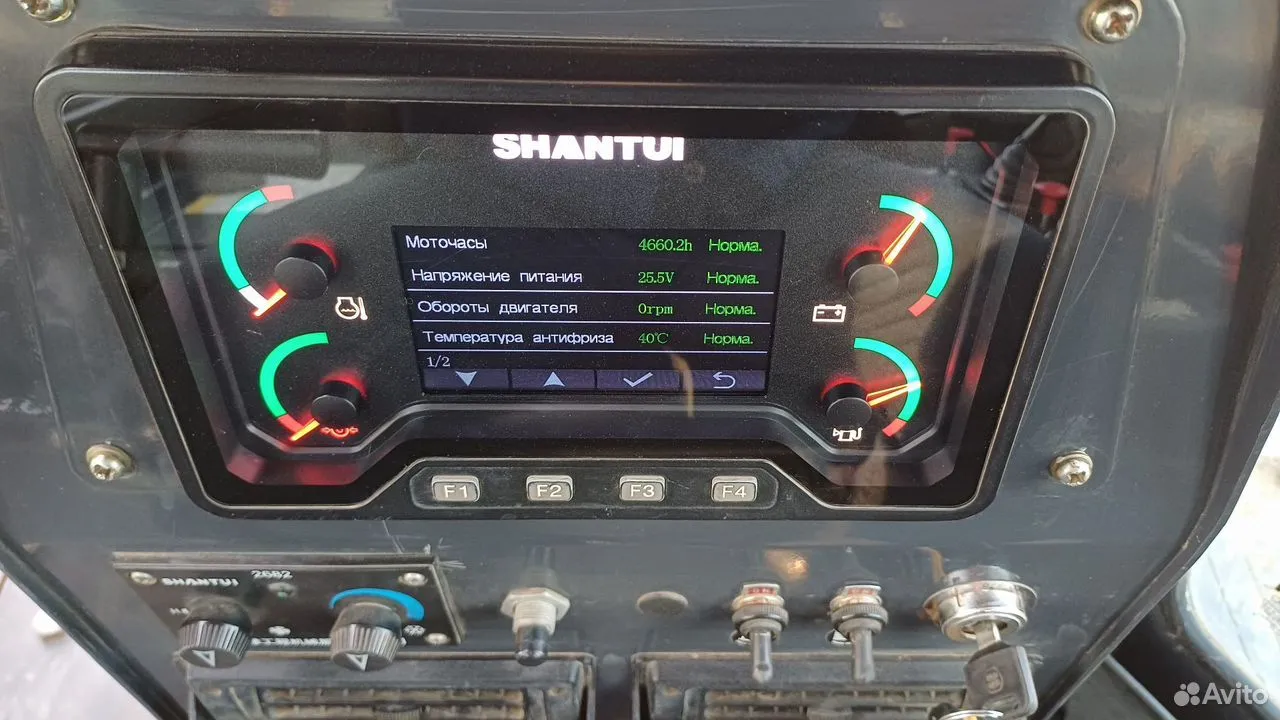 SHANTUI
Моточасы 4660.2h Норма.
Напряжение питания 25.5V Норма.
Обороты двигателя 0rpm Норма.
Температура антифриза 40℃ Норма.
1/2
F1 F2 F3 F4
SHANTUI 2682
Avito